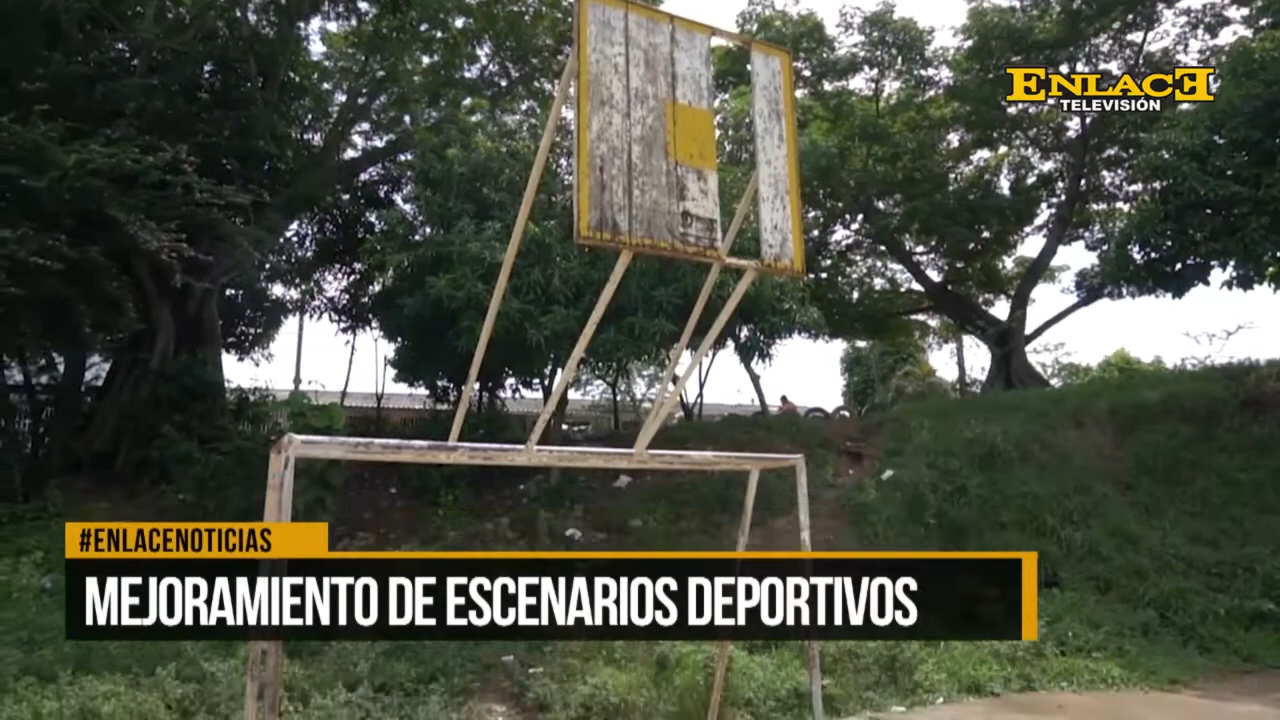 ENLACE
TELEVISIÓN
#ENLACENOTICIAS
MEJORAMIENTO DE ESCENARIOS DEPORTIVOS